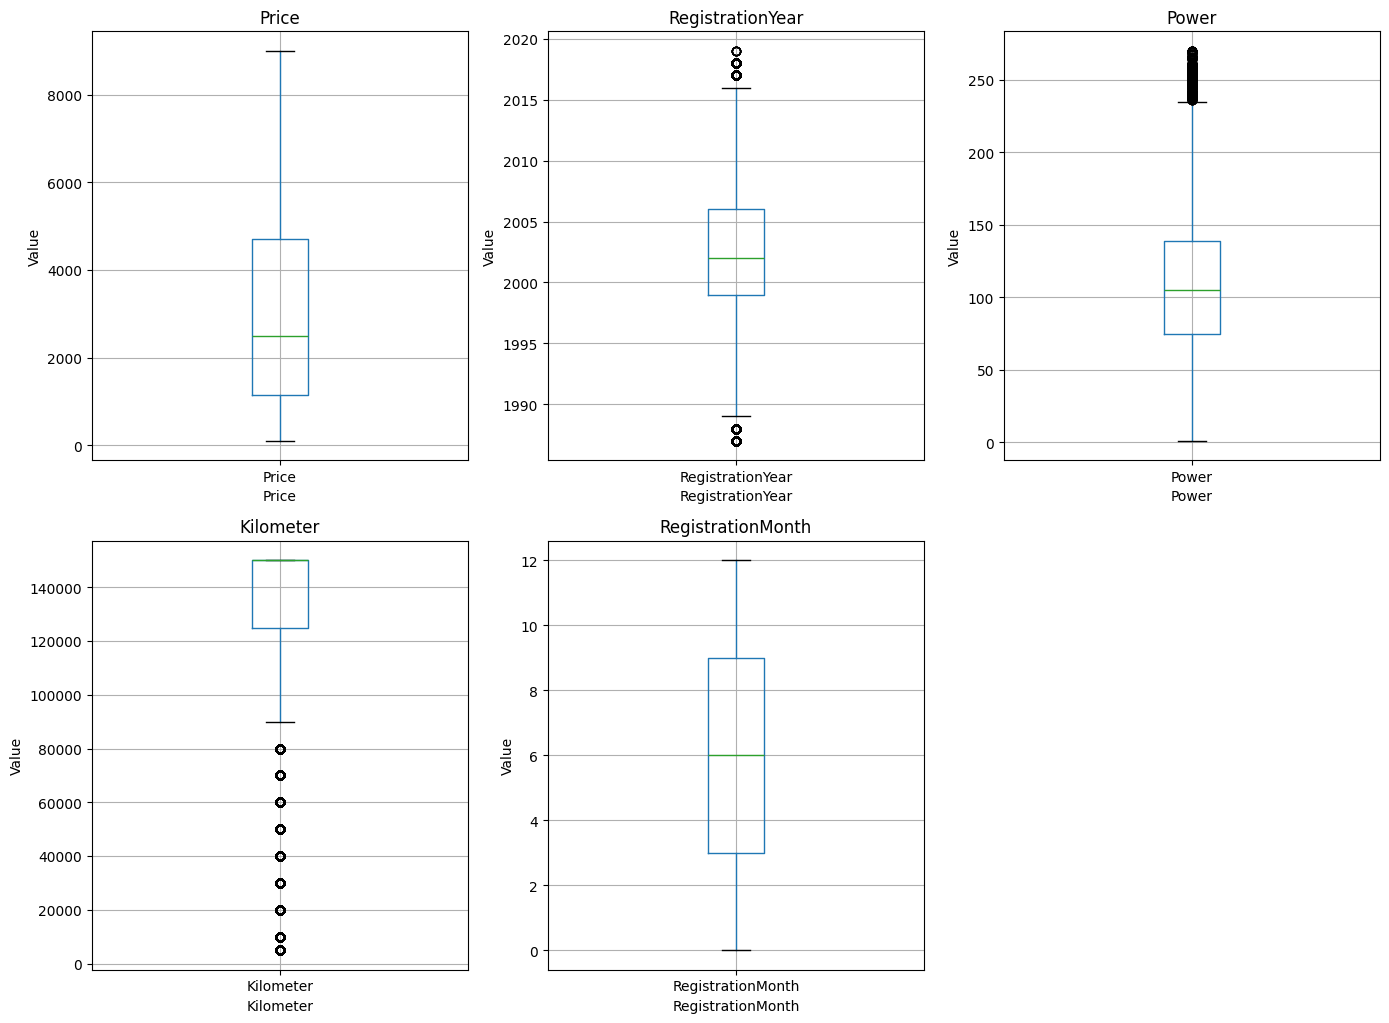 Price
Value
8000
6000
4000
2000
0
Price
Price
RegistrationYear
Value
2020
2015
2010
2005
2000
1995
1990
RegistrationYear
RegistrationYear
Power
Value
250
200
150
100
50
0
Power
Power
Kilometer
Value
140000
120000
100000
80000
60000
40000
20000
0
Kilometer
Kilometer
RegistrationMonth
Value
12
10
8
6
4
2
0
RegistrationMonth
RegistrationMonth